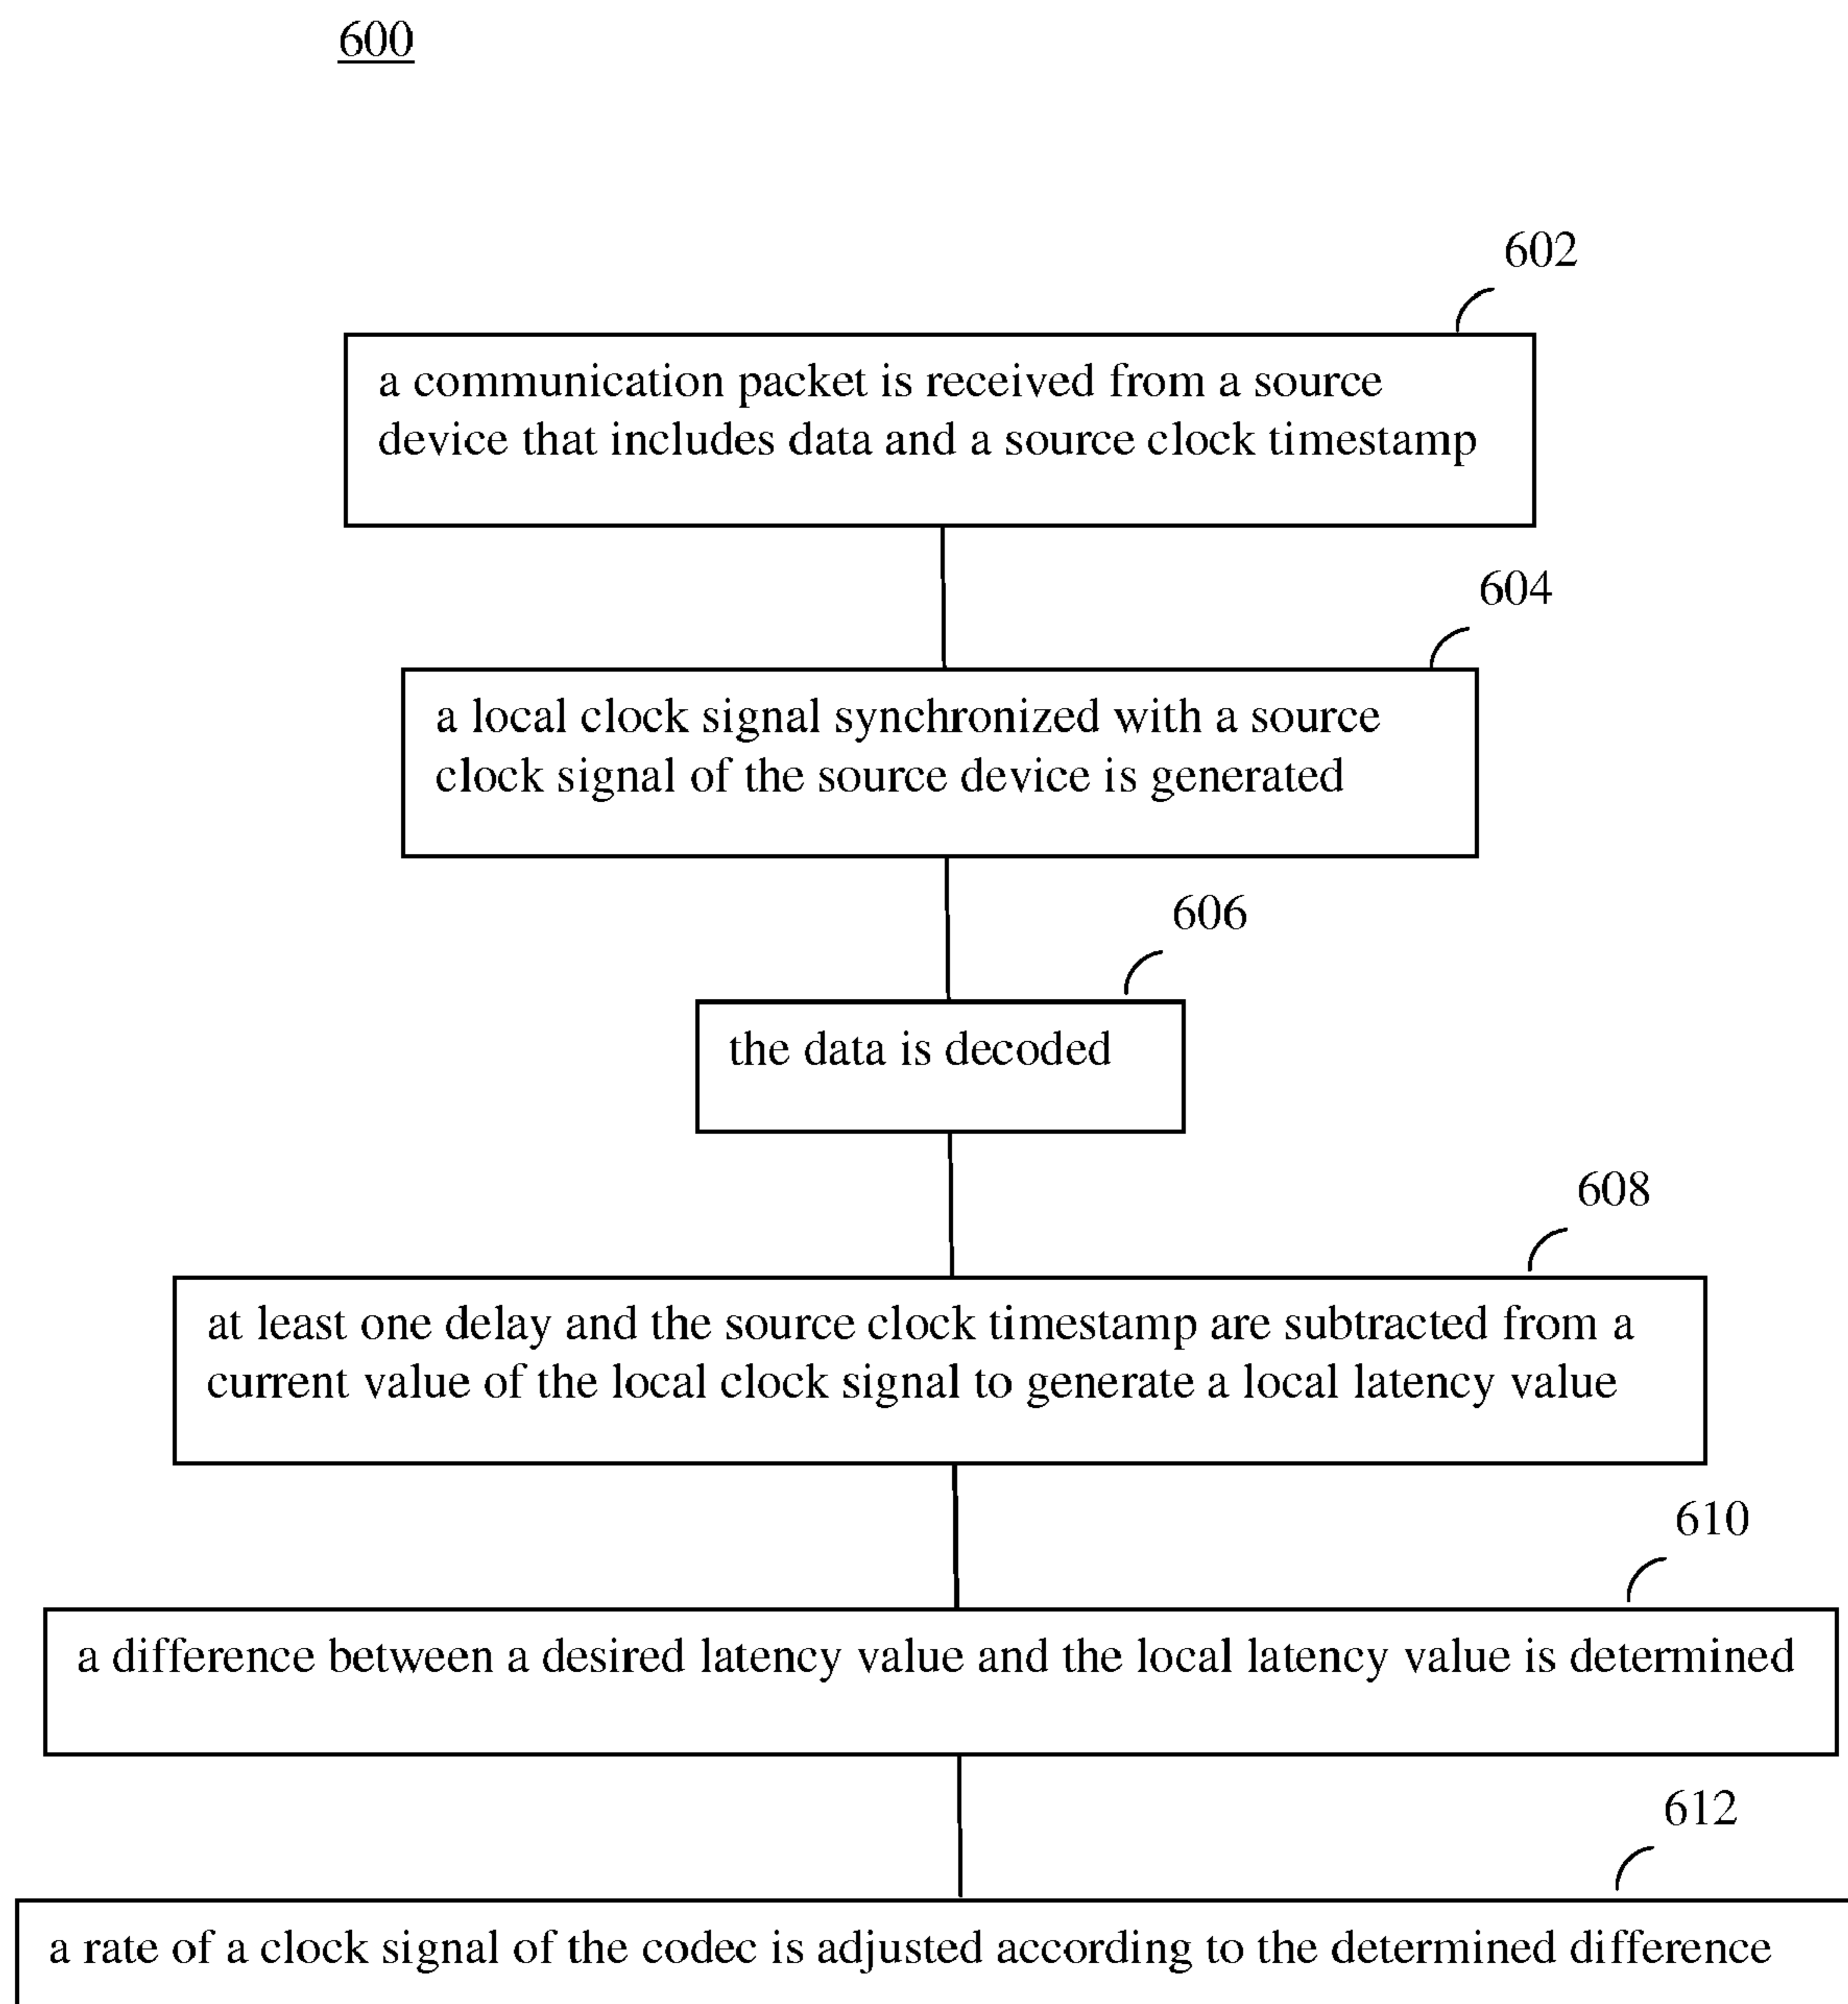 600
602
a communication packet is received from a source
device that includes data and a source clock timestamp
604
a local clock signal synchronized with a source
clock signal of the source device is generated
606
the data is decoded
608
at least one delay and the source clock timestamp are subtracted from a
current value of the local clock signal to generate a local latency value
610
a difference between a desired latency value and the local latency value is determined
612
a rate of a clock signal of the codec is adjusted according to the determined difference